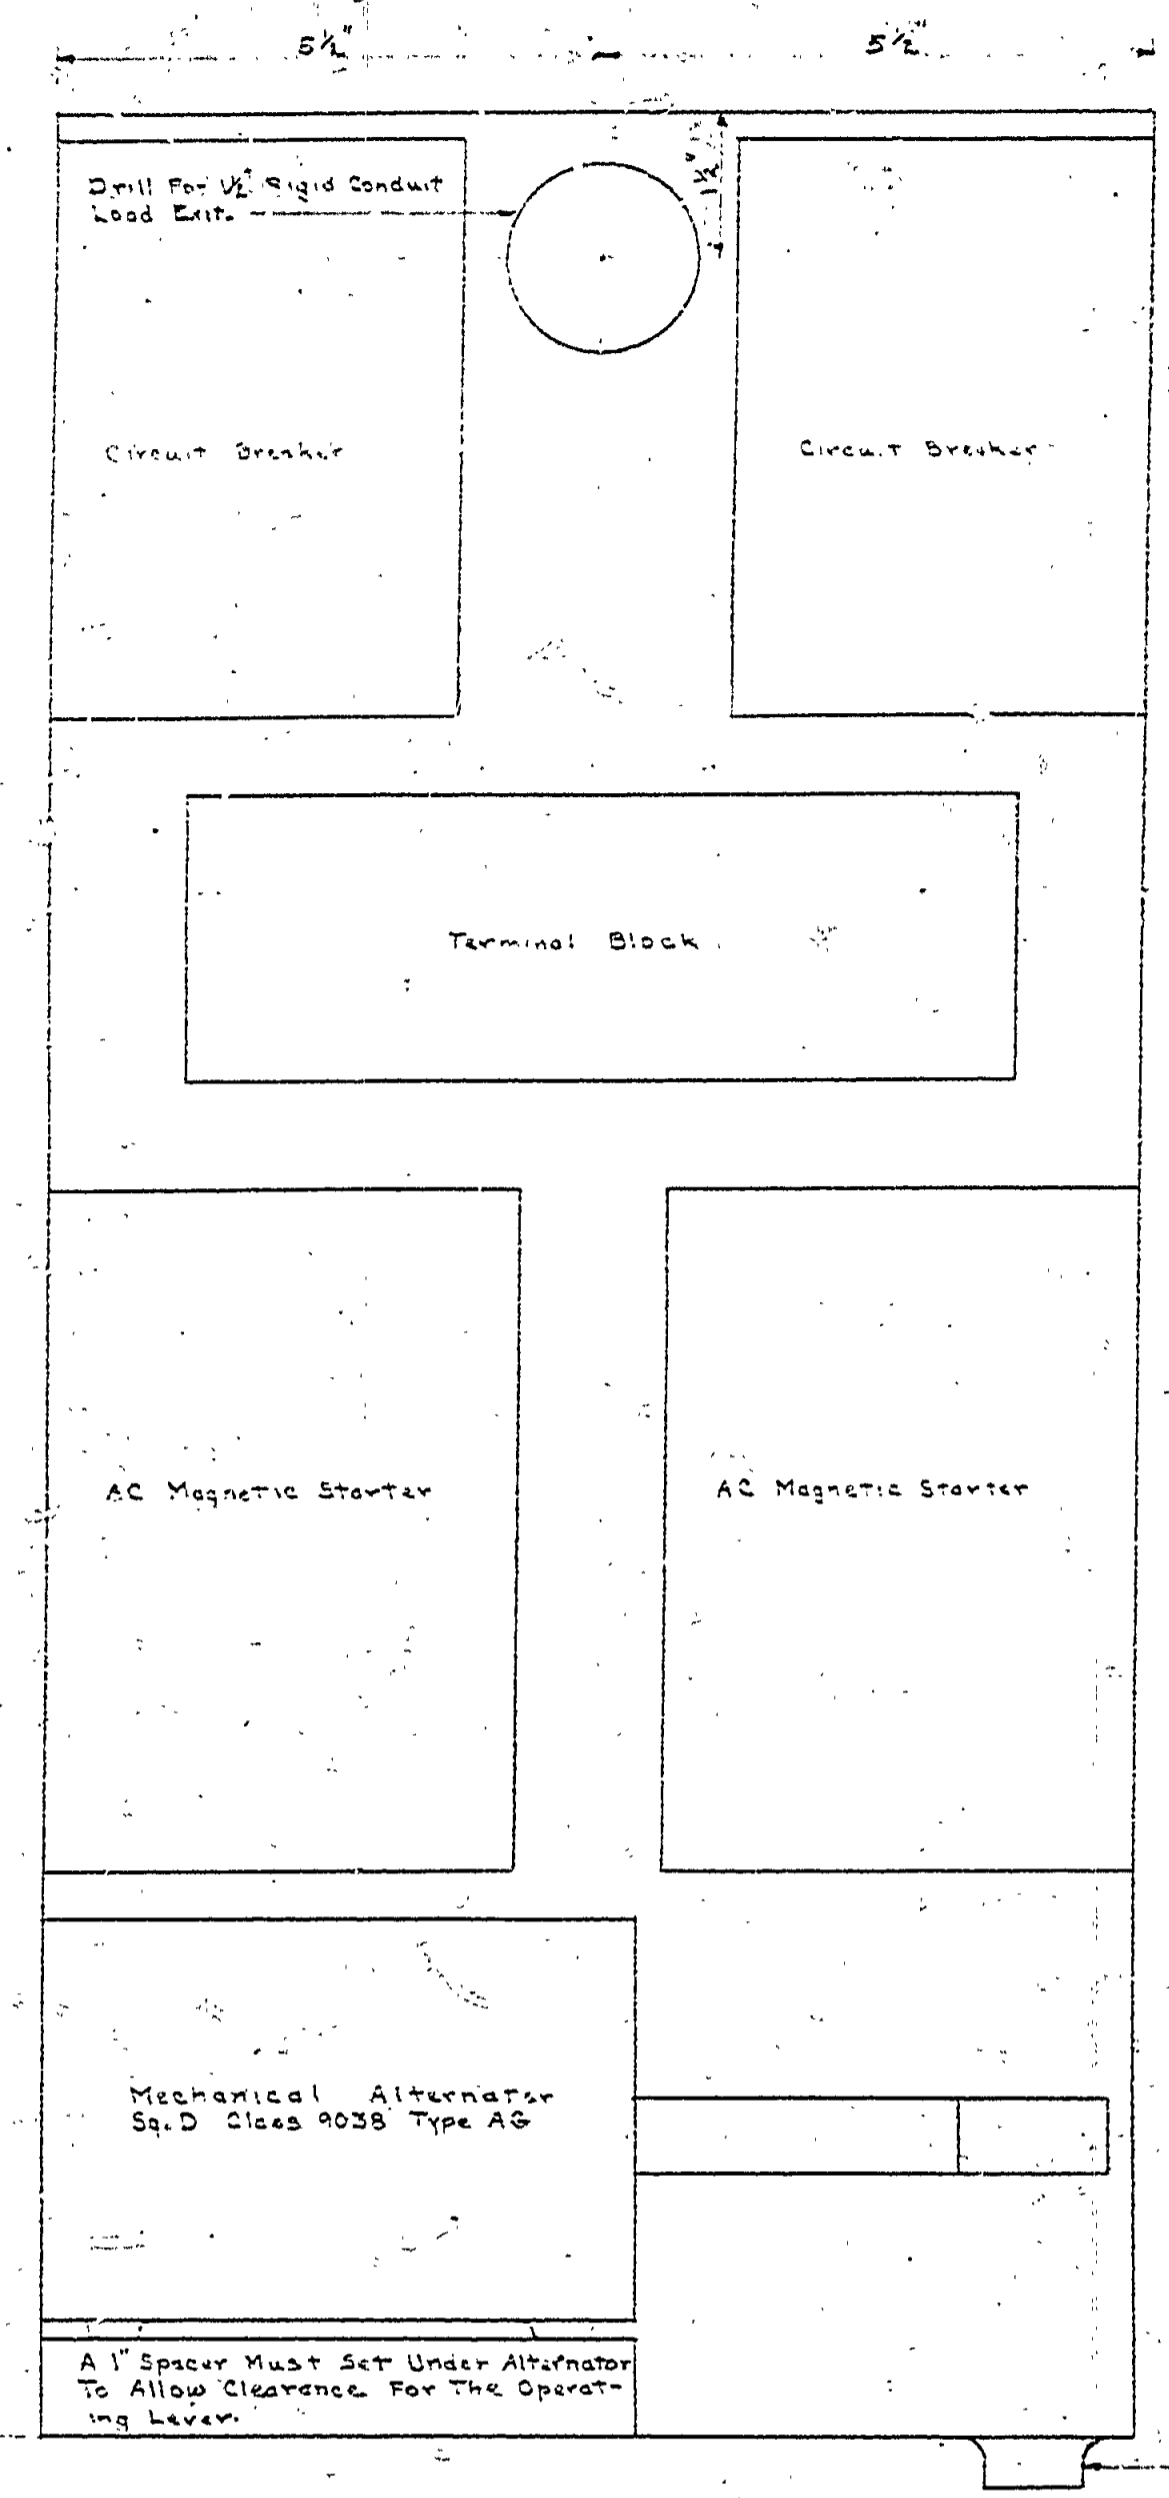 5½" 5½"
1½"
Drill For 1½" Rigid Conduit
Load Exit.
Circuit Breaker Circuit Breaker
Terminal Block
AC Magnetic Starter AC Magnetic Starter
Mechanical Alternator
Sq. D Class 9038 Type AG
A 1" Spacer Must Set Under Alternator
To Allow Clearance For The Operat-
ing Lever.